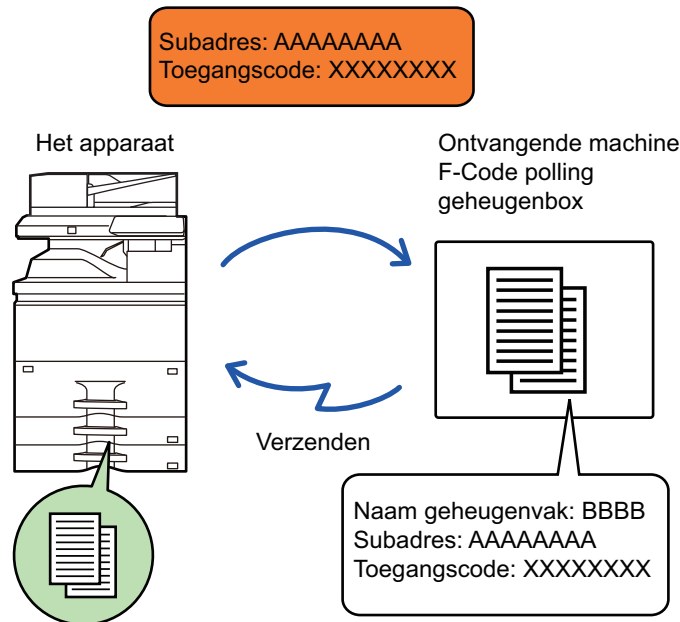 Subadres: AAAAAAAA
Toegangscode: XXXXXXXX
Het apparaat
Ontvangende machine
F-Code polling
geheugenbox
Verzenden
Naam geheugenvak: BBBB
Subadres: AAAAAAAA
Toegangscode: XXXXXXXX